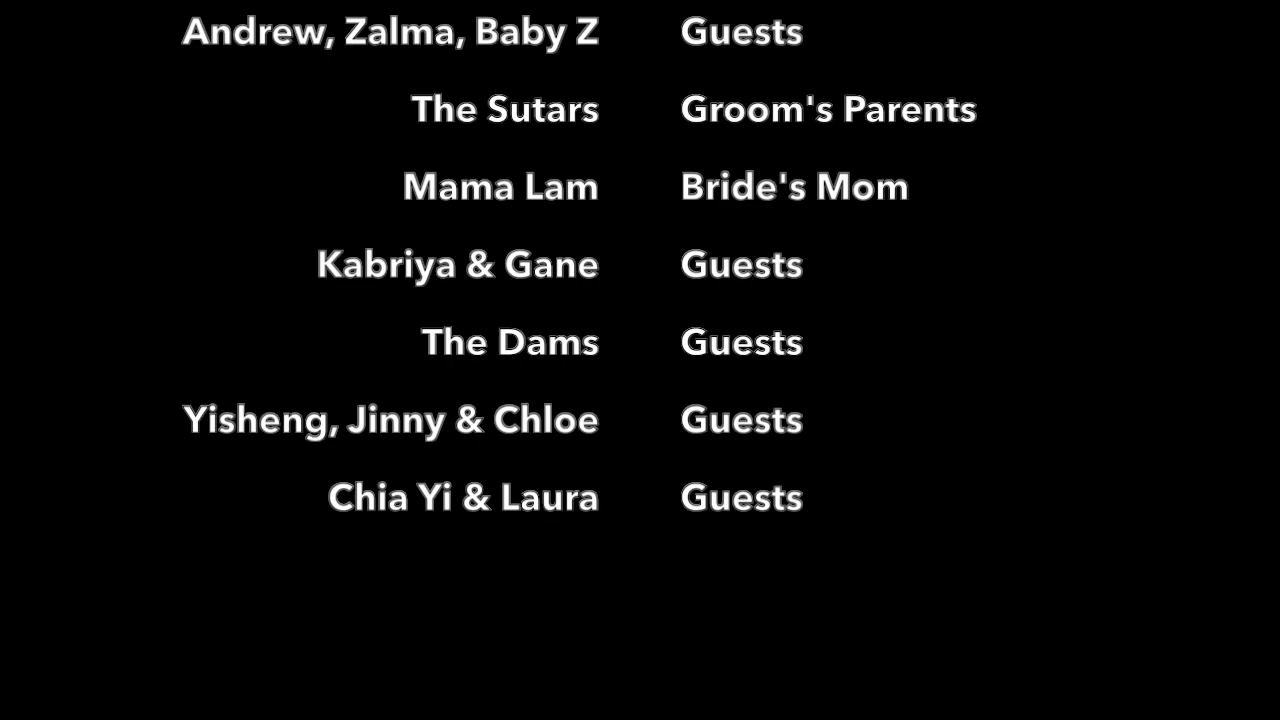 Andrew, Zalma, Baby Z Guests
The Sutars Groom's Parents
Mama Lam Bride's Mom
Kabriya & Gane Guests
The Dams Guests
Yisheng, Jinny & Chloe Guests
Chia Yi & Laura Guests